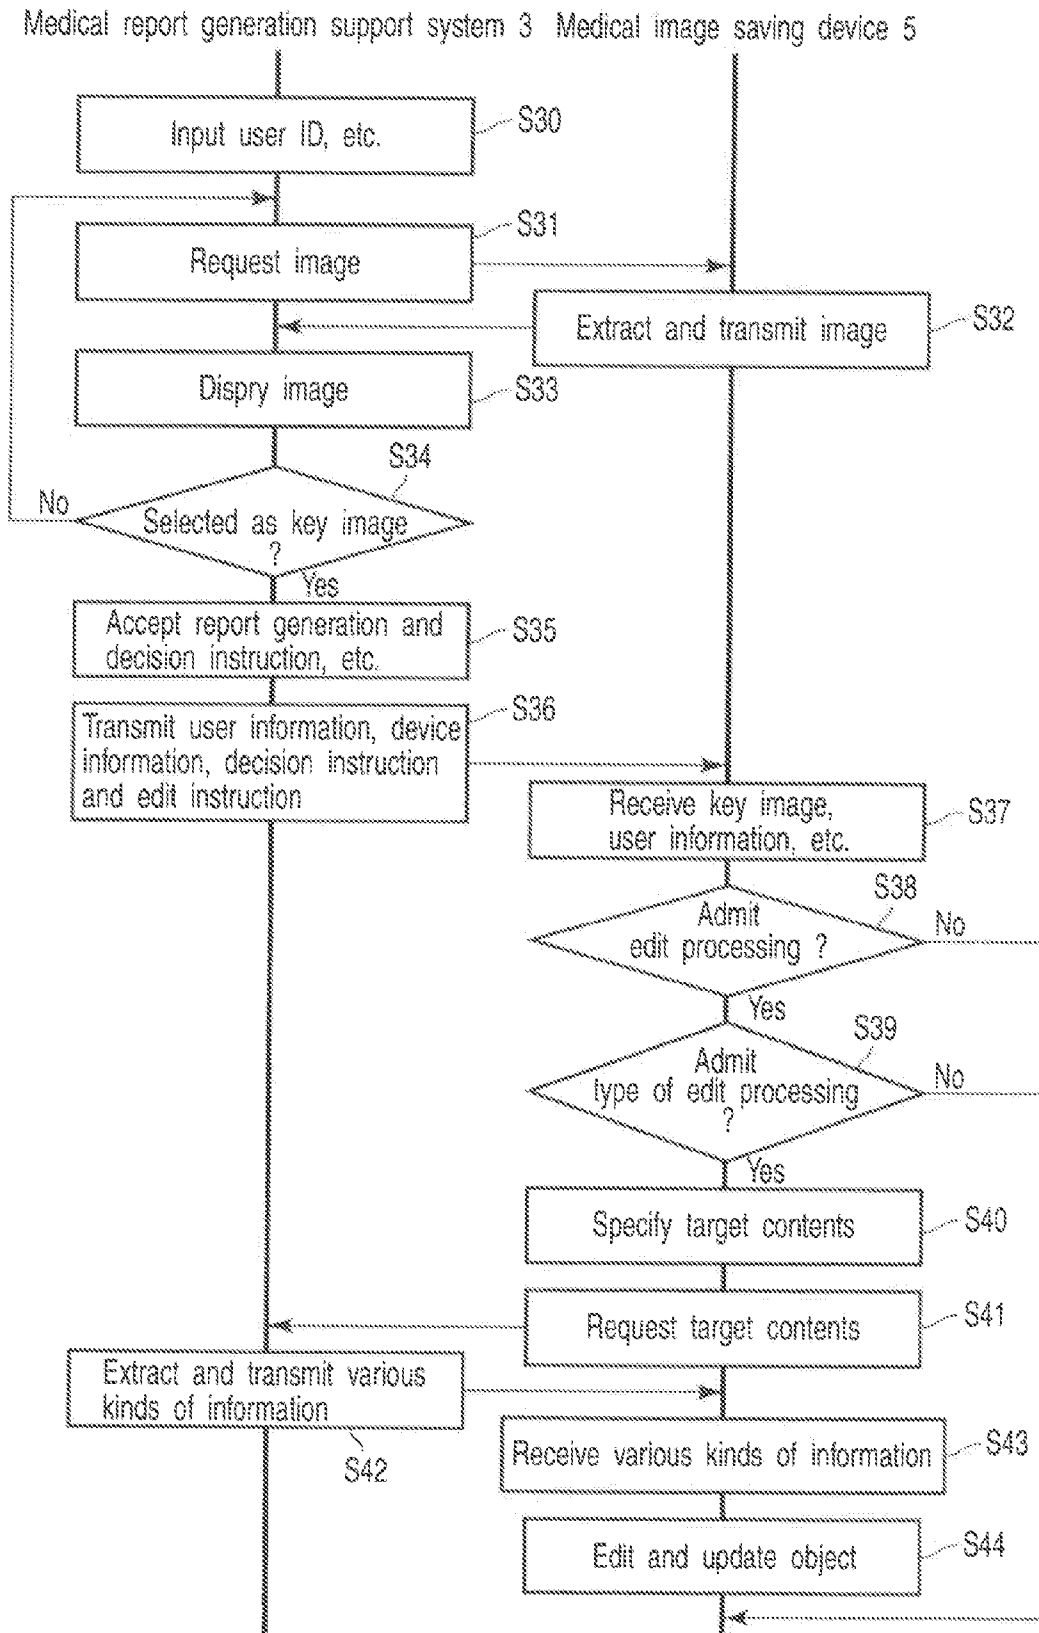 Medical report generation support system 3
Medical image saving device 5
Input user ID, etc.
S30
S31
Request image
Extract and transmit image
S32
Dispry image
S33
S34
No
Selected as key image
?
Yes
Accept report generation and
decision instruction, etc.
S35
S36
Transmit user information, device
information, decision instruction
and edit instruction
Receive key image,
user information, etc.
S37
S38
Admit
edit processing ?
No
Yes
S39
Admit
type of edit processing
?
No
Yes
Specify target contents
S40
Request target contents
S41
Extract and transmit various
kinds of information
S42
Receive various kinds of information
S43
Edit and update object
S44